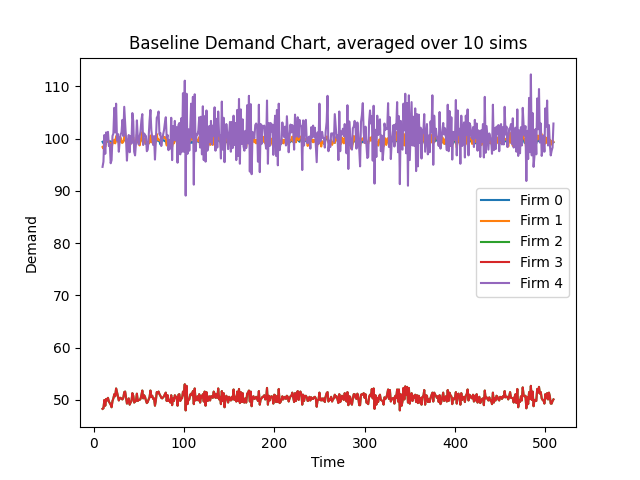 Baseline Demand Chart, averaged over 10 sims
110
100
90
80
70
60
50
Demand
Firm 0
Firm 1
Firm 2
Firm 3
Firm 4
0 100 200 300 400 500
Time